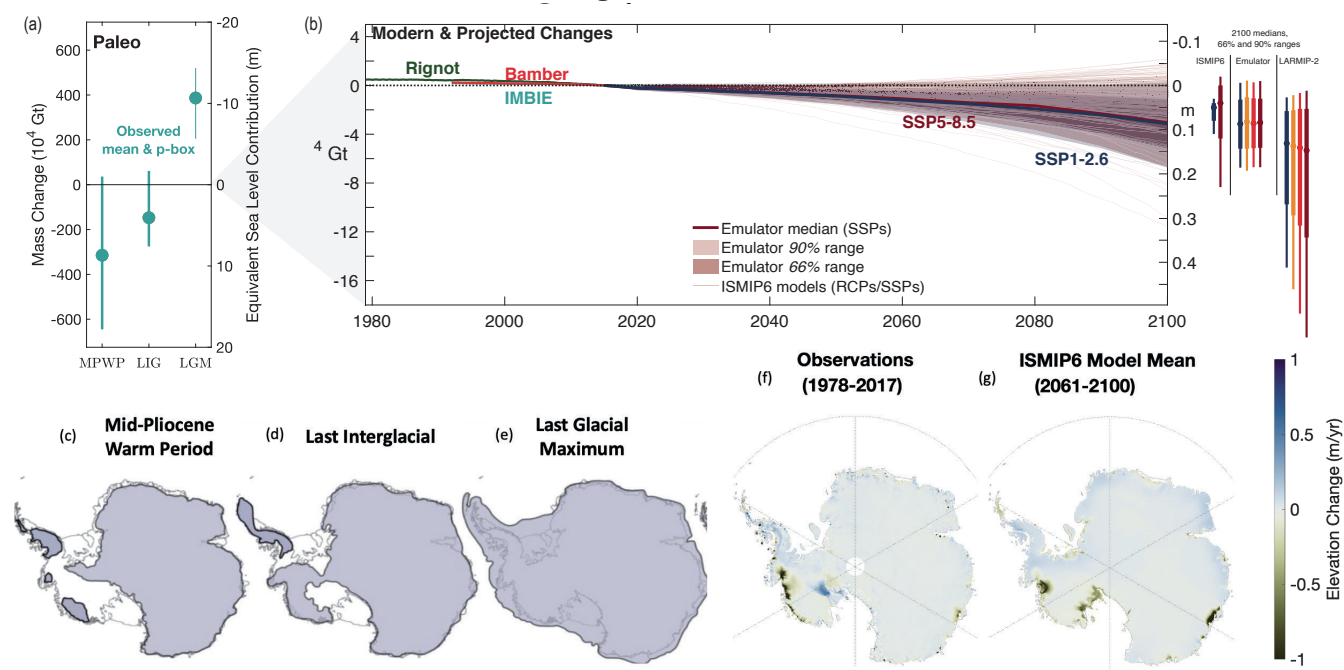 (a)
Paleo
Mass Change (10^4 Gt)
600
400
200
0
-200
-400
-600
Observed
mean & p-box
MPWP LIG LGM
-20
-10
0
10
20
Equivalent Sea Level Contribution (m)
(b)
Modern & Projected Changes
4
0
-4
-8
-12
-16
4 Gt
Rignot
Bamber
IMBIE
SSP5-8.5
SSP1-2.6
Emulator median (SSPs)
Emulator 90% range
Emulator 66% range
ISMIP6 models (RCPs/SSPs)
1980 2000 2020 2040 2060 2080 2100
-0.1
0
m
0.1
0.2
0.3
0.4
2100 medians,
66% and 90% ranges
ISMIP6 Emulator LARMIP-2
(c) Mid-Pliocene
Warm Period
(d) Last Interglacial
(e) Last Glacial
Maximum
(f) Observations
(1978-2017)
(g) ISMIP6 Model Mean
(2061-2100)
1
0.5
0
-0.5
-1
Elevation Change (m/yr)